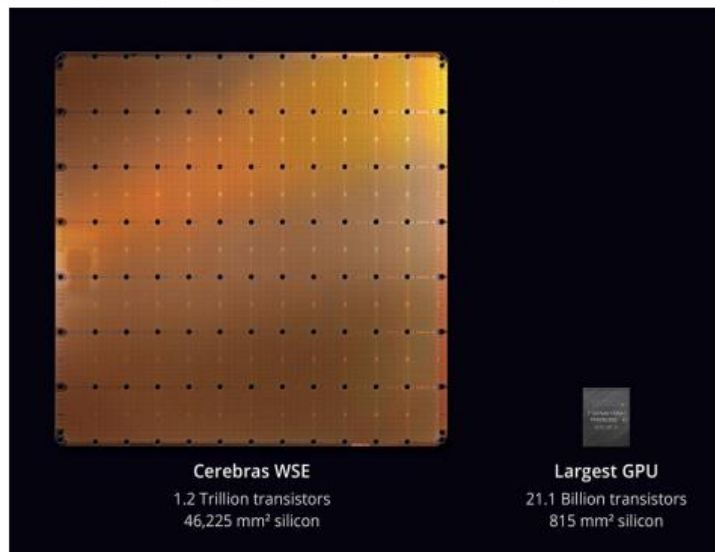 Cerebras WSE
1.2 Trillion transistors
46,225 mm² silicon
Largest GPU
21.1 Billion transistors
815 mm² silicon